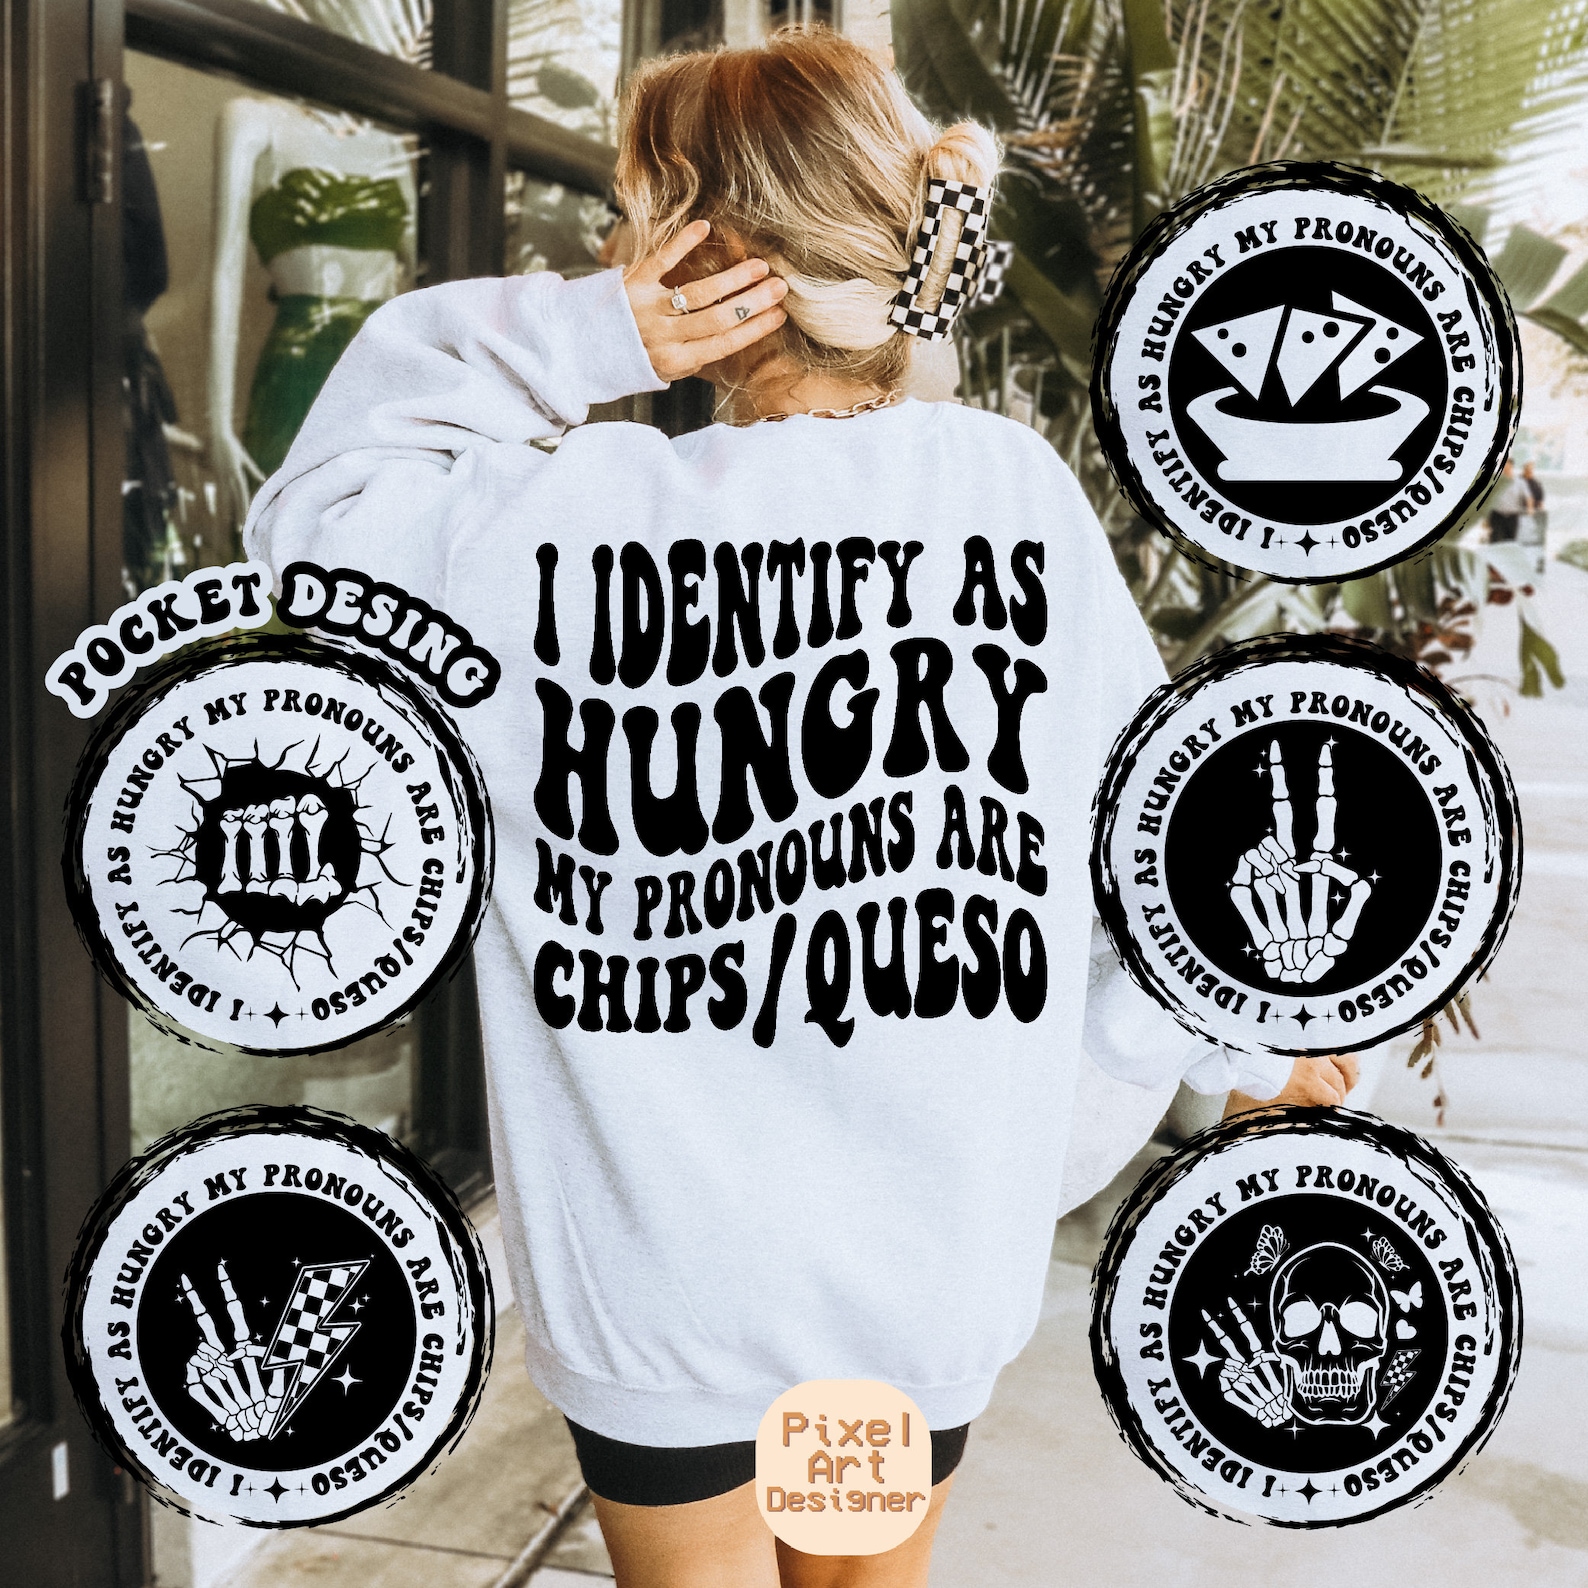 I IDENTIFY AS
HUNGRY
MY PRONOUNS ARE
CHIPS/QUESO
POCKET DESING
I IDENTIFY AS HUNGRY MY PRONOUNS ARE CHIPS/QUESO
I IDENTIFY AS HUNGRY MY PRONOUNS ARE CHIPS/QUESO
I IDENTIFY AS HUNGRY MY PRONOUNS ARE CHIPS/QUESO
I IDENTIFY AS HUNGRY MY PRONOUNS ARE CHIPS/QUESO
I IDENTIFY AS HUNGRY MY PRONOUNS ARE CHIPS/QUESO
Pixel
Art
Designer